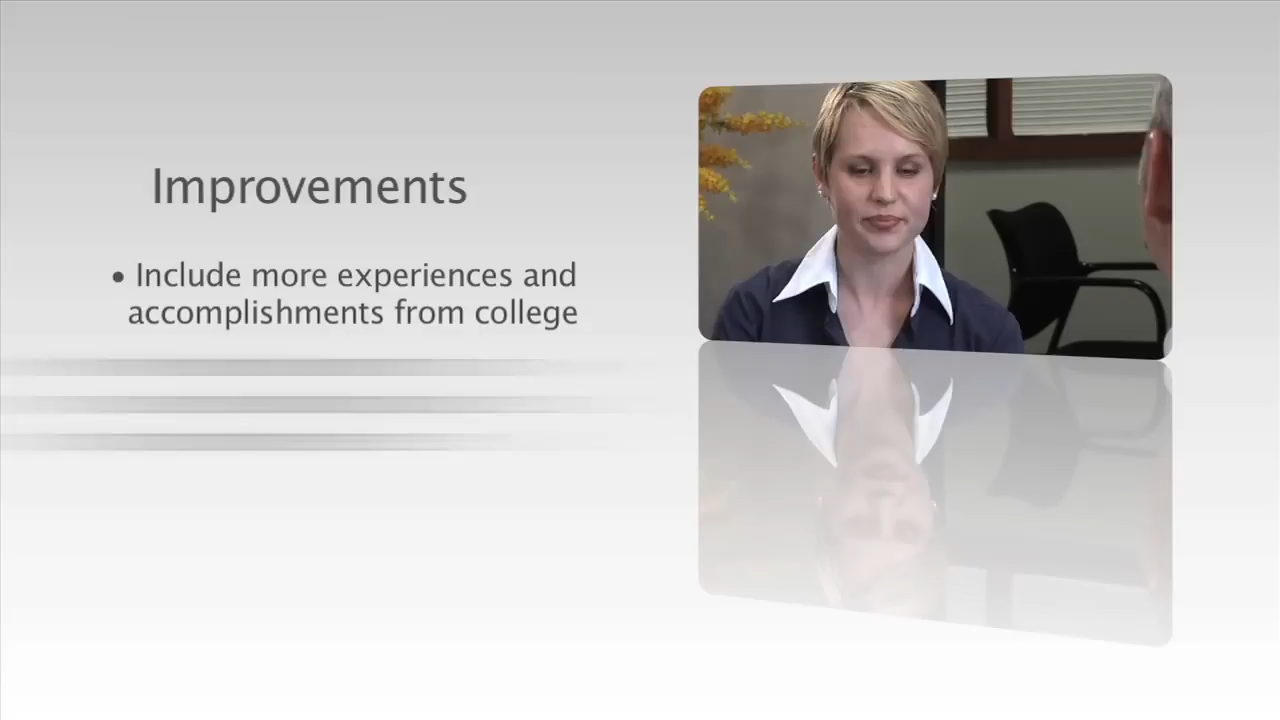 Improvements
• Include more experiences and
accomplishments from college